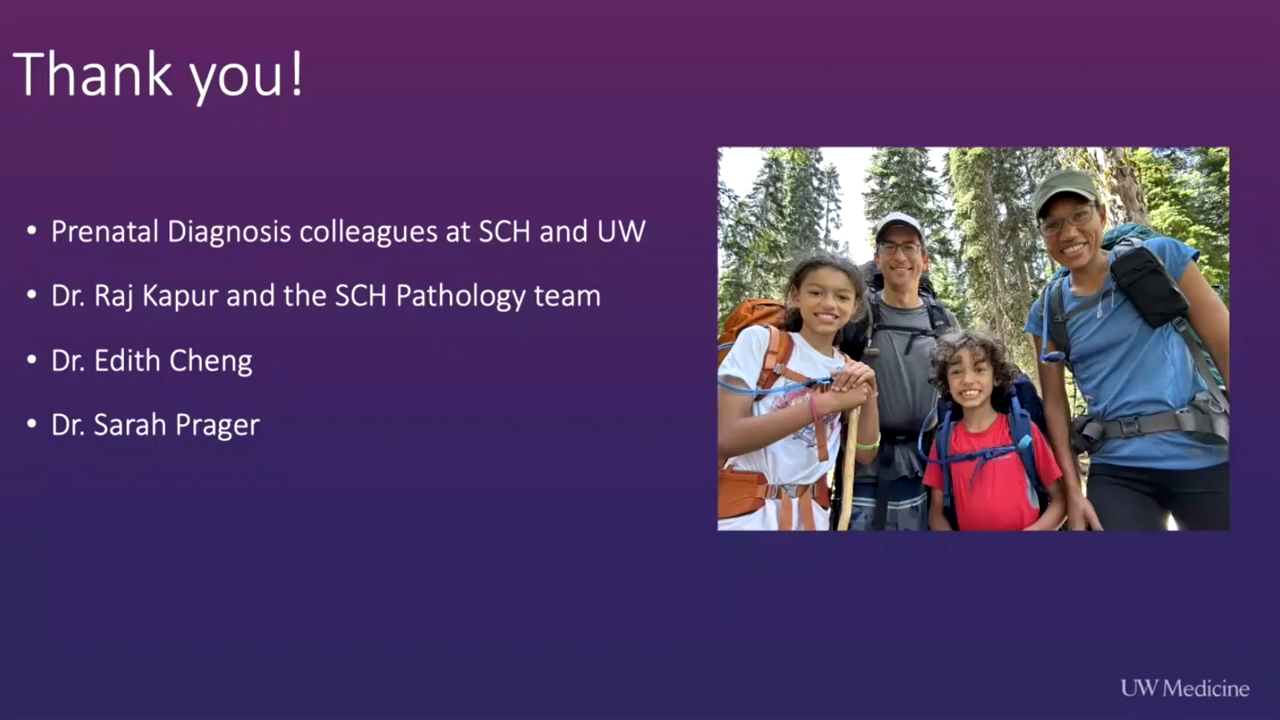 Thank you!
• Prenatal Diagnosis colleagues at SCH and UW
• Dr. Raj Kapur and the SCH Pathology team
• Dr. Edith Cheng
• Dr. Sarah Prager
UW Medicine